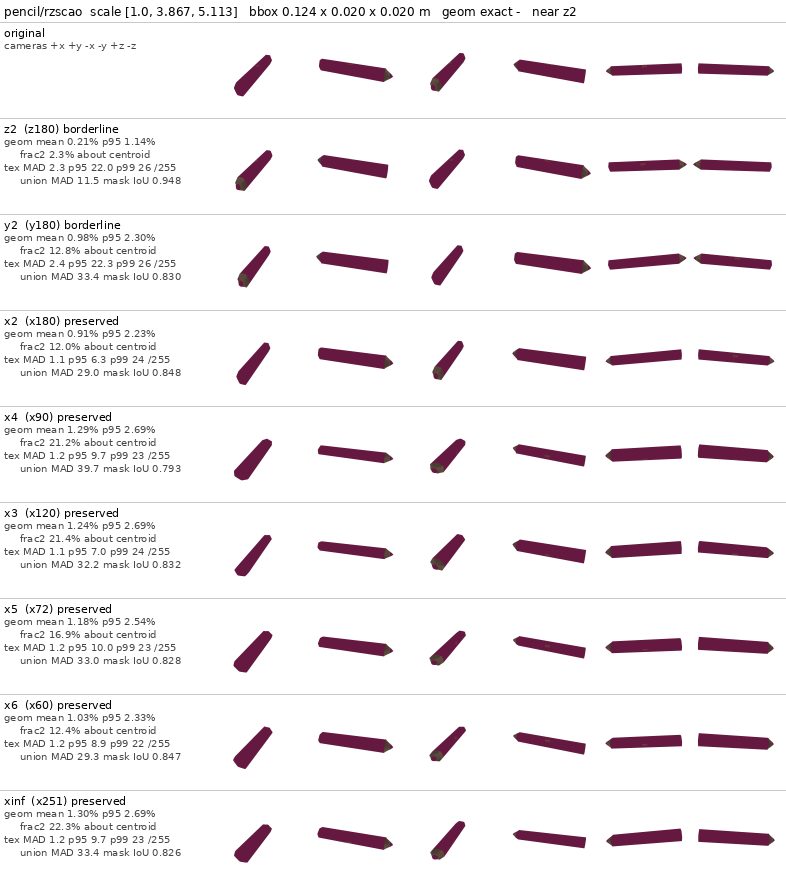 pencil/rzscao  scale [1.0, 3.867, 5.113]   bbox 0.124 x 0.020 x 0.020 m   geom exact -   near z2
original
cameras +x +y -x -y +z -z
z2  (z180) borderline
geom mean 0.21% p95 1.14%
frac2 2.3% about centroid
tex MAD 2.3 p95 22.0 p99 26 /255
union MAD 11.5 mask IoU 0.948
y2  (y180) borderline
geom mean 0.98% p95 2.30%
frac2 12.8% about centroid
tex MAD 2.4 p95 22.3 p99 26 /255
union MAD 33.4 mask IoU 0.830
x2  (x180) preserved
geom mean 0.91% p95 2.23%
frac2 12.0% about centroid
tex MAD 1.1 p95 6.3 p99 24 /255
union MAD 29.0 mask IoU 0.848
x4  (x90) preserved
geom mean 1.29% p95 2.69%
frac2 21.2% about centroid
tex MAD 1.2 p95 9.7 p99 23 /255
union MAD 39.7 mask IoU 0.793
x3  (x120) preserved
geom mean 1.24% p95 2.69%
frac2 21.4% about centroid
tex MAD 1.1 p95 7.0 p99 24 /255
union MAD 32.2 mask IoU 0.832
x5  (x72) preserved
geom mean 1.18% p95 2.54%
frac2 16.9% about centroid
tex MAD 1.2 p95 10.0 p99 23 /255
union MAD 33.0 mask IoU 0.828
x6  (x60) preserved
geom mean 1.03% p95 2.33%
frac2 12.4% about centroid
tex MAD 1.2 p95 8.9 p99 22 /255
union MAD 29.3 mask IoU 0.847
xinf  (x251) preserved
geom mean 1.30% p95 2.69%
frac2 22.3% about centroid
tex MAD 1.2 p95 9.7 p99 23 /255
union MAD 33.4 mask IoU 0.826